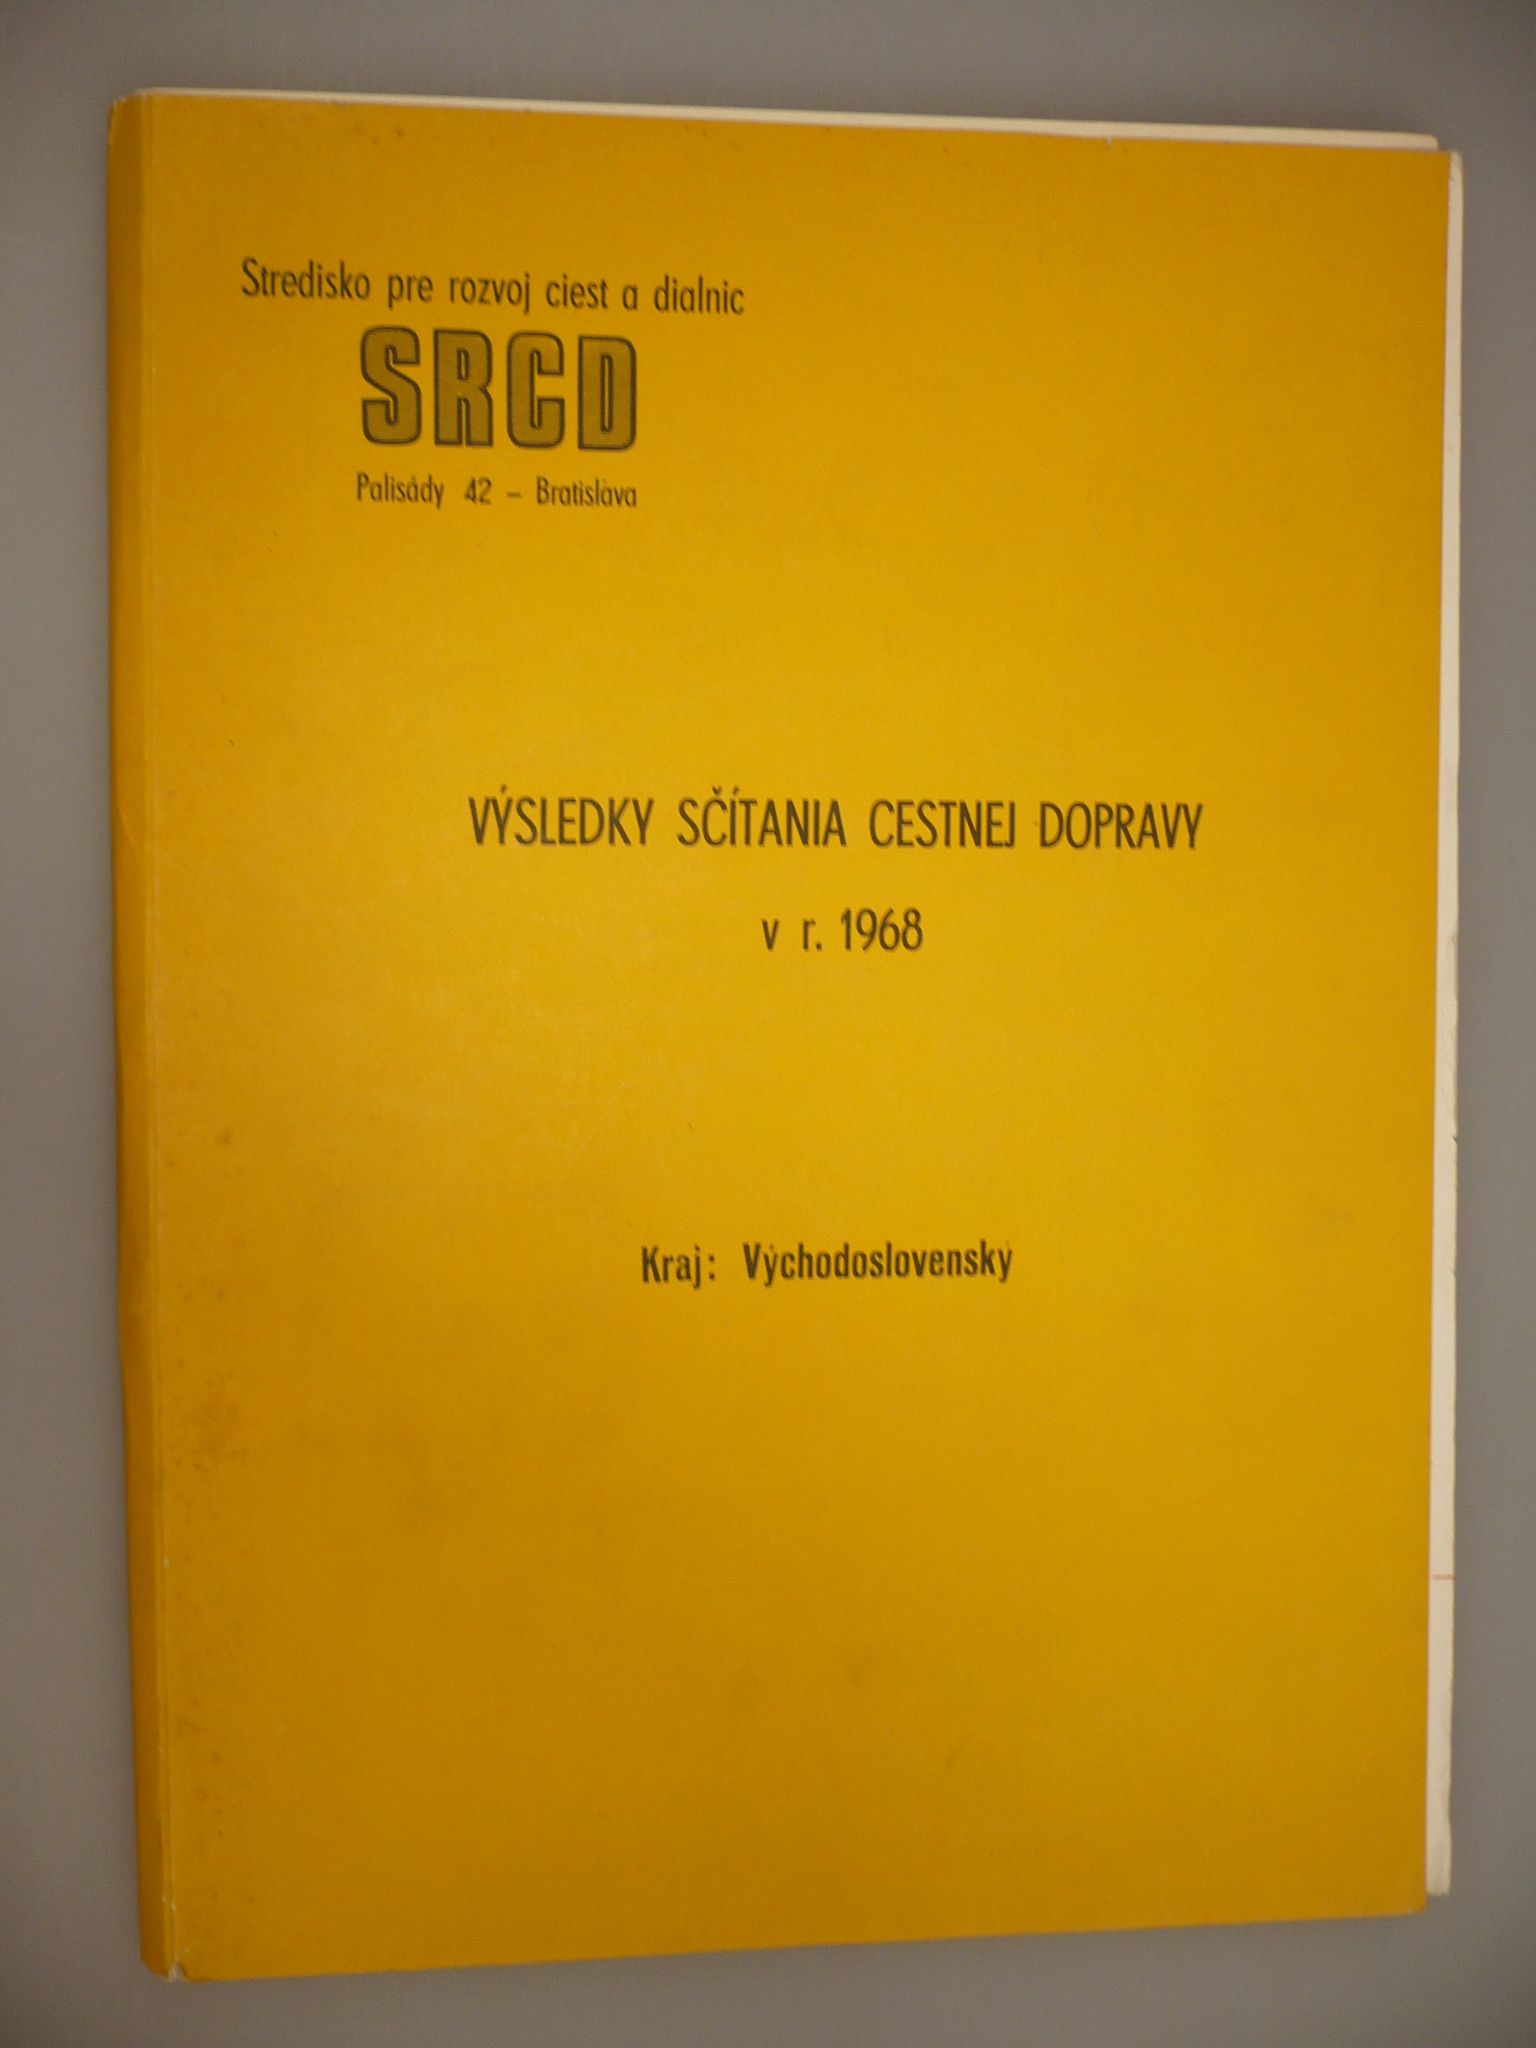 Stredisko pre rozvoj ciest a dialnic
SRCD
Palisády 42 - Bratislava
VÝSLEDKY SČÍTANIA CESTNEJ DOPRAVY
v r. 1968
Kraj: Východoslovenský